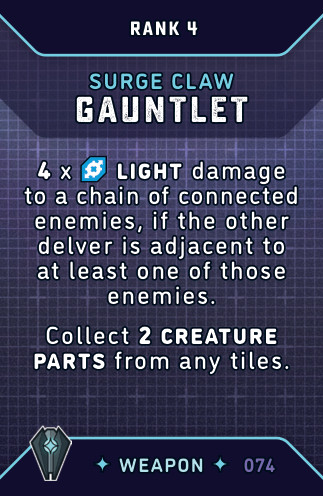 RANK 4
SURGE CLAW
GAUNTLET
4 x LIGHT damage
to a chain of connected
enemies, if the other
delver is adjacent to
at least one of those
enemies.
Collect 2 CREATURE
PARTS from any tiles.
WEAPON 074